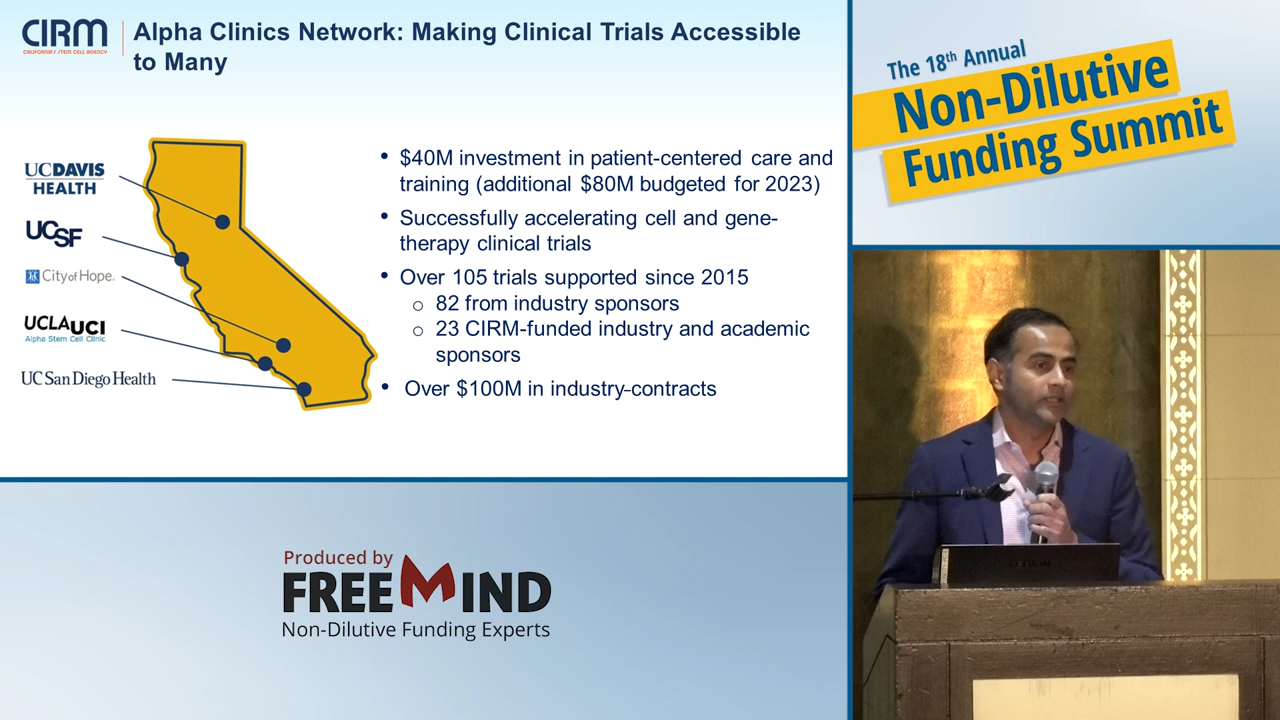 CIRM
CALIFORNIA'S STEM CELL AGENCY
Alpha Clinics Network: Making Clinical Trials Accessible
to Many
UCDAVIS
HEALTH
UCSF
City of Hope.
UCLAUCI
Alpha Stem Cell Clinic
UC San Diego Health
• $40M investment in patient-centered care and
training (additional $80M budgeted for 2023)
• Successfully accelerating cell and gene-
therapy clinical trials
• Over 105 trials supported since 2015
o 82 from industry sponsors
o 23 CIRM-funded industry and academic
sponsors
• Over $100M in industry-contracts
The 18th Annual
Non-Dilutive
Funding Summit
LEGION
Produced by
FREEMIND
Non-Dilutive Funding Experts